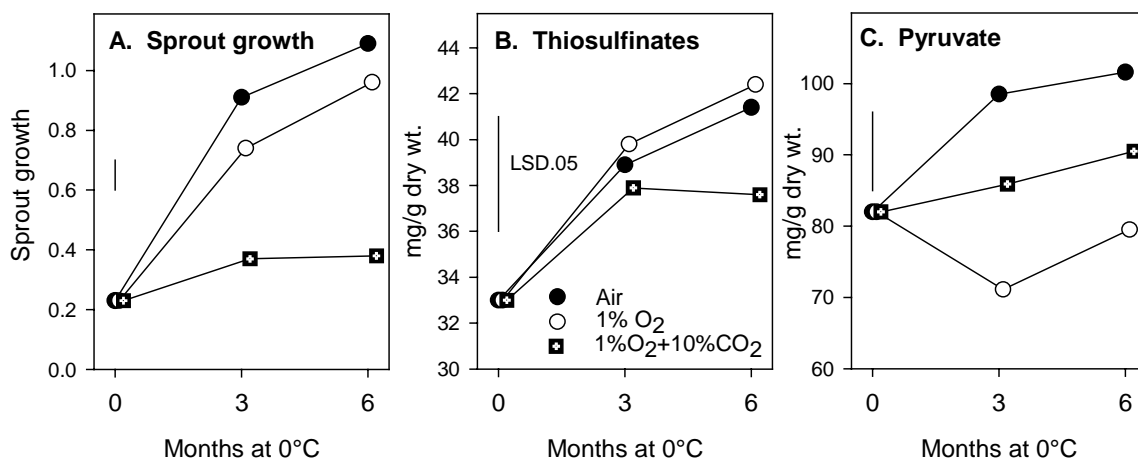 A. Sprout growth
Sprout growth
1.0
0.8
0.6
0.4
0.2
0.0
0
3
6
Months at 0°C
B. Thiosulfinates
mg/g dry wt.
44
42
40
38
36
34
32
30
LSD.05
Air
1% O2
1%O2+10%CO2
0
3
6
Months at 0°C
C. Pyruvate
mg/g dry wt.
100
90
80
70
60
0
3
6
Months at 0°C